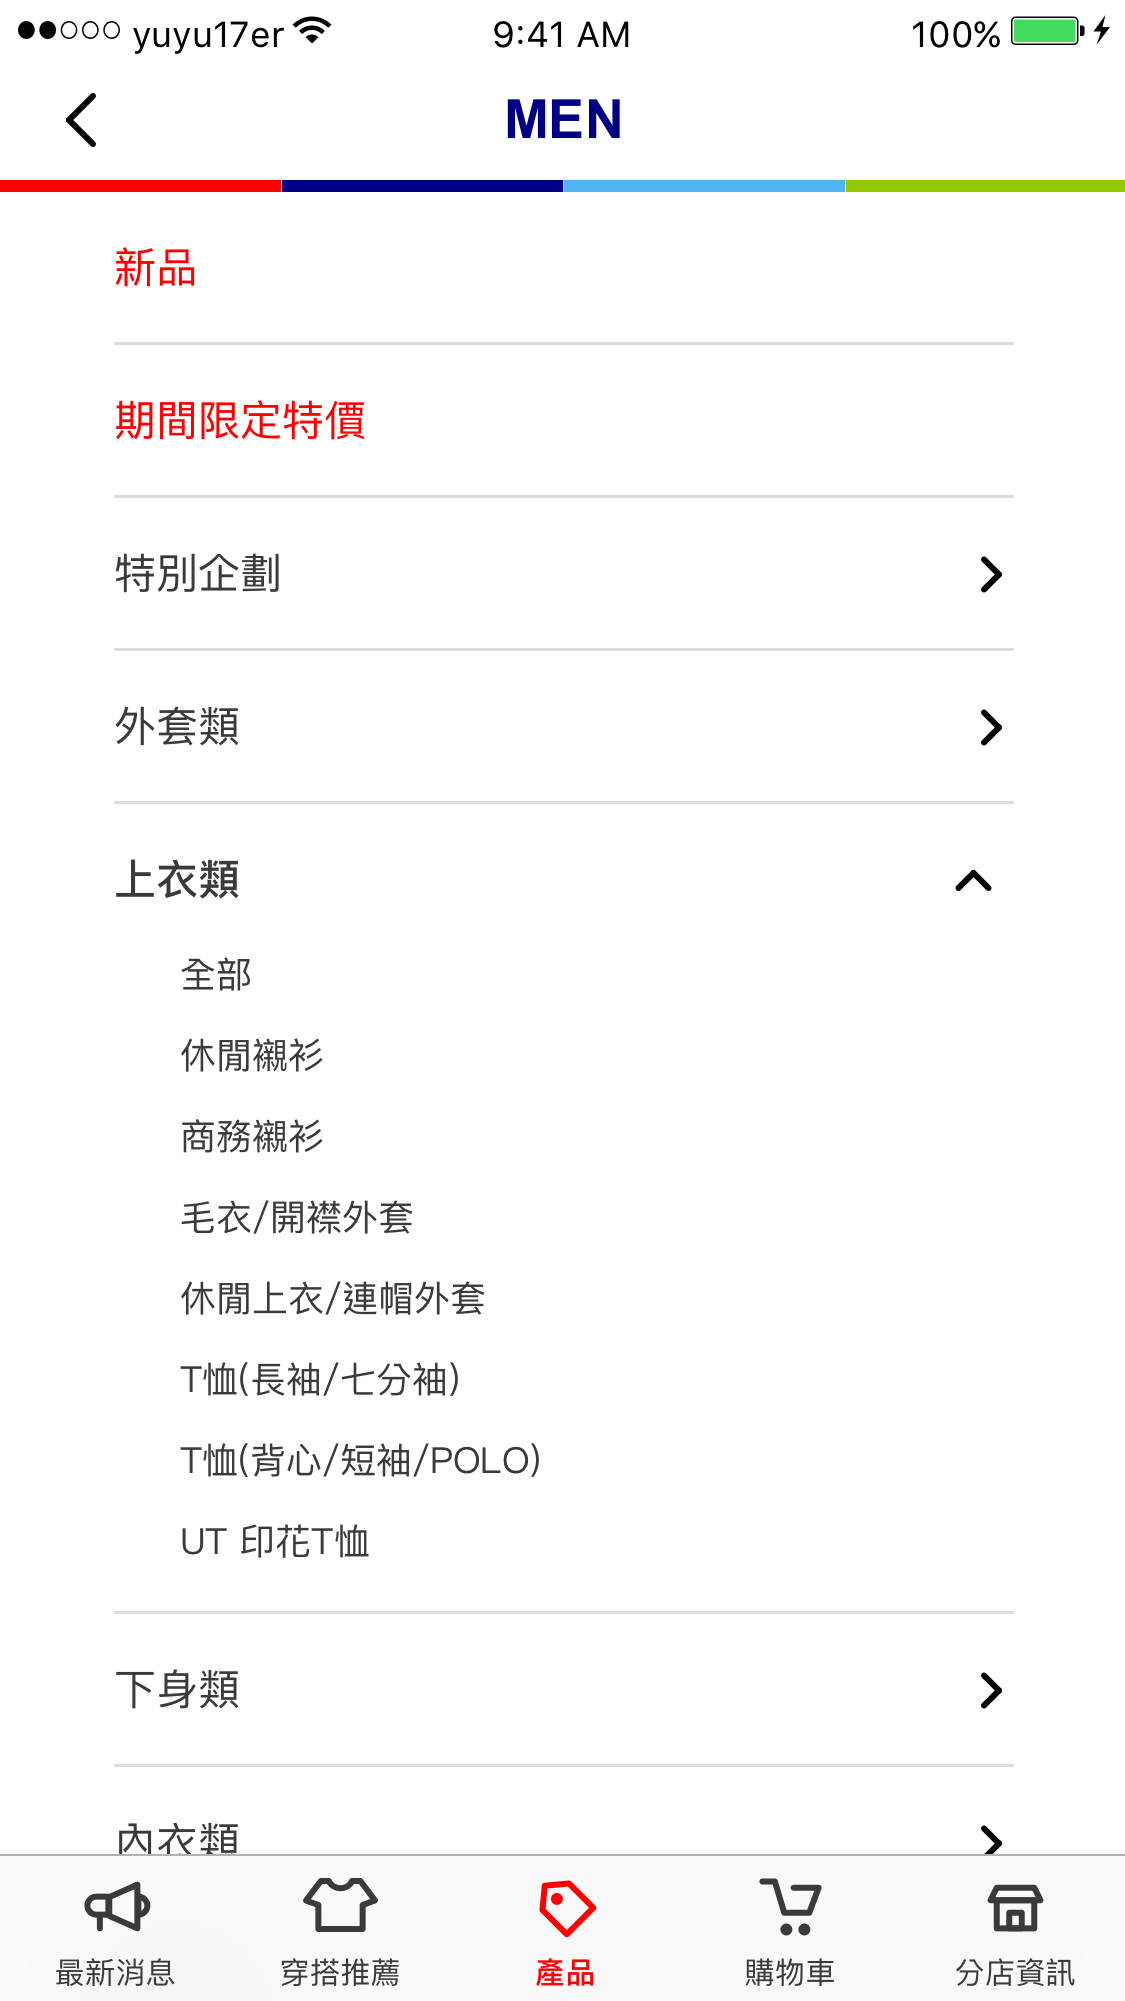 yuyu17er 9:41 AM 100%
MEN
新品
期間限定特價
特別企劃
外套類
上衣類
全部
休閒襯衫
商務襯衫
毛衣/開襟外套
休閒上衣/連帽外套
T恤(長袖/七分袖)
T恤(背心/短袖/POLO)
UT 印花T恤
下身類
內衣類
最新消息 穿搭推薦 產品 購物車 分店資訊